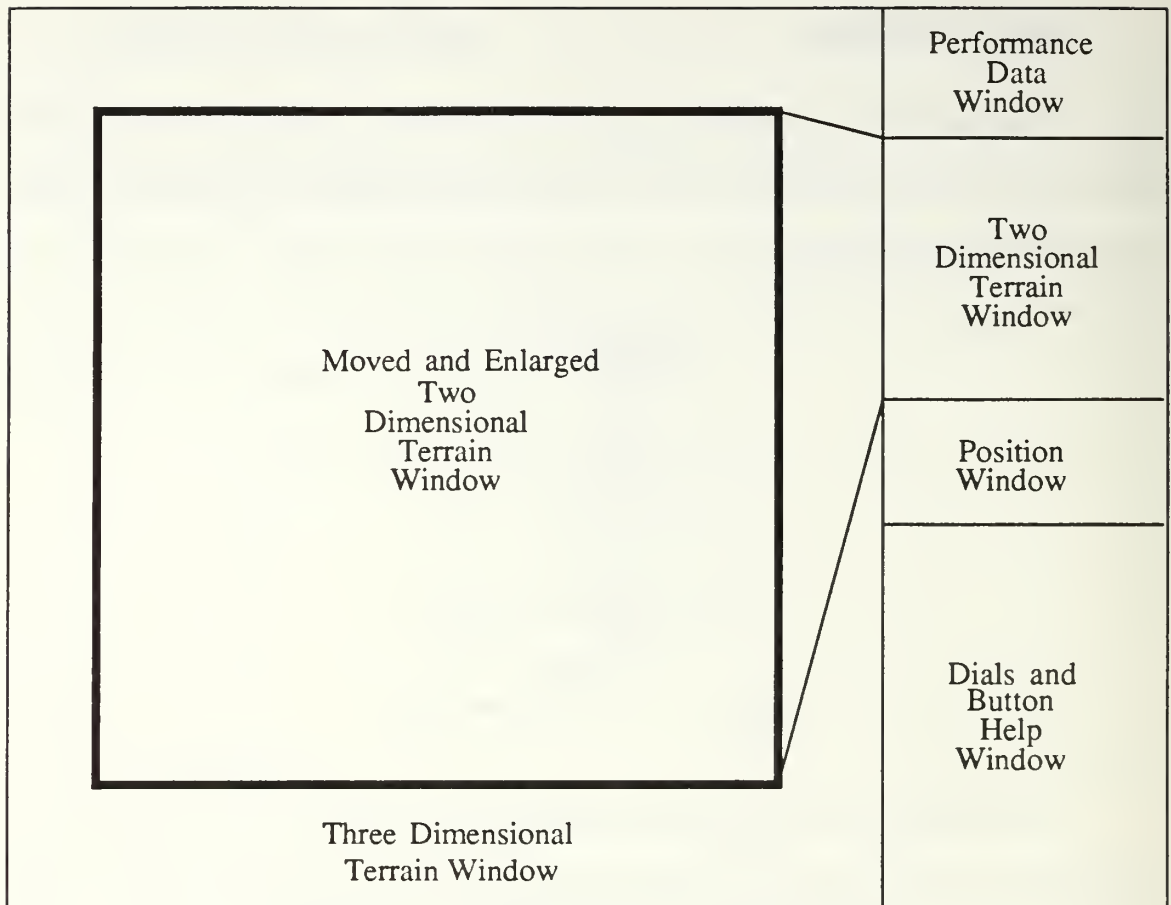 Performance
Data
Window
Two
Dimensional
Terrain
Window
Moved and Enlarged
Two
Dimensional
Terrain
Window
Position
Window
Dials and
Button
Help
Window
Three Dimensional
Terrain Window